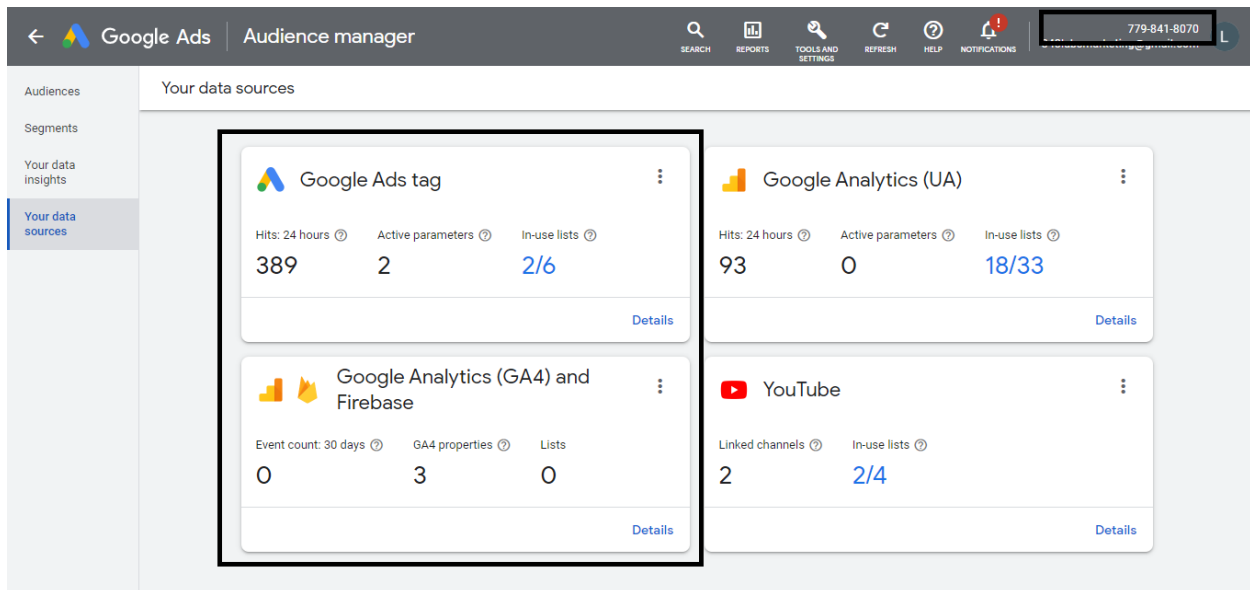 Google Ads
Audience manager
SEARCH
REPORTS
TOOLS AND
SETTINGS
REFRESH
HELP
!
NOTIFICATIONS
779-841-8070
L
Audiences
Segments
Your data
insights
Your data
sources
Your data sources
Google Ads tag
Hits: 24 hours
Active parameters
In-use lists
389
2
2/6
Details
Google Analytics (UA)
Hits: 24 hours
Active parameters
In-use lists
93
0
18/33
Details
Google Analytics (GA4) and
Firebase
Event count: 30 days
GA4 properties
Lists
0
3
0
Details
YouTube
Linked channels
In-use lists
2
2/4
Details